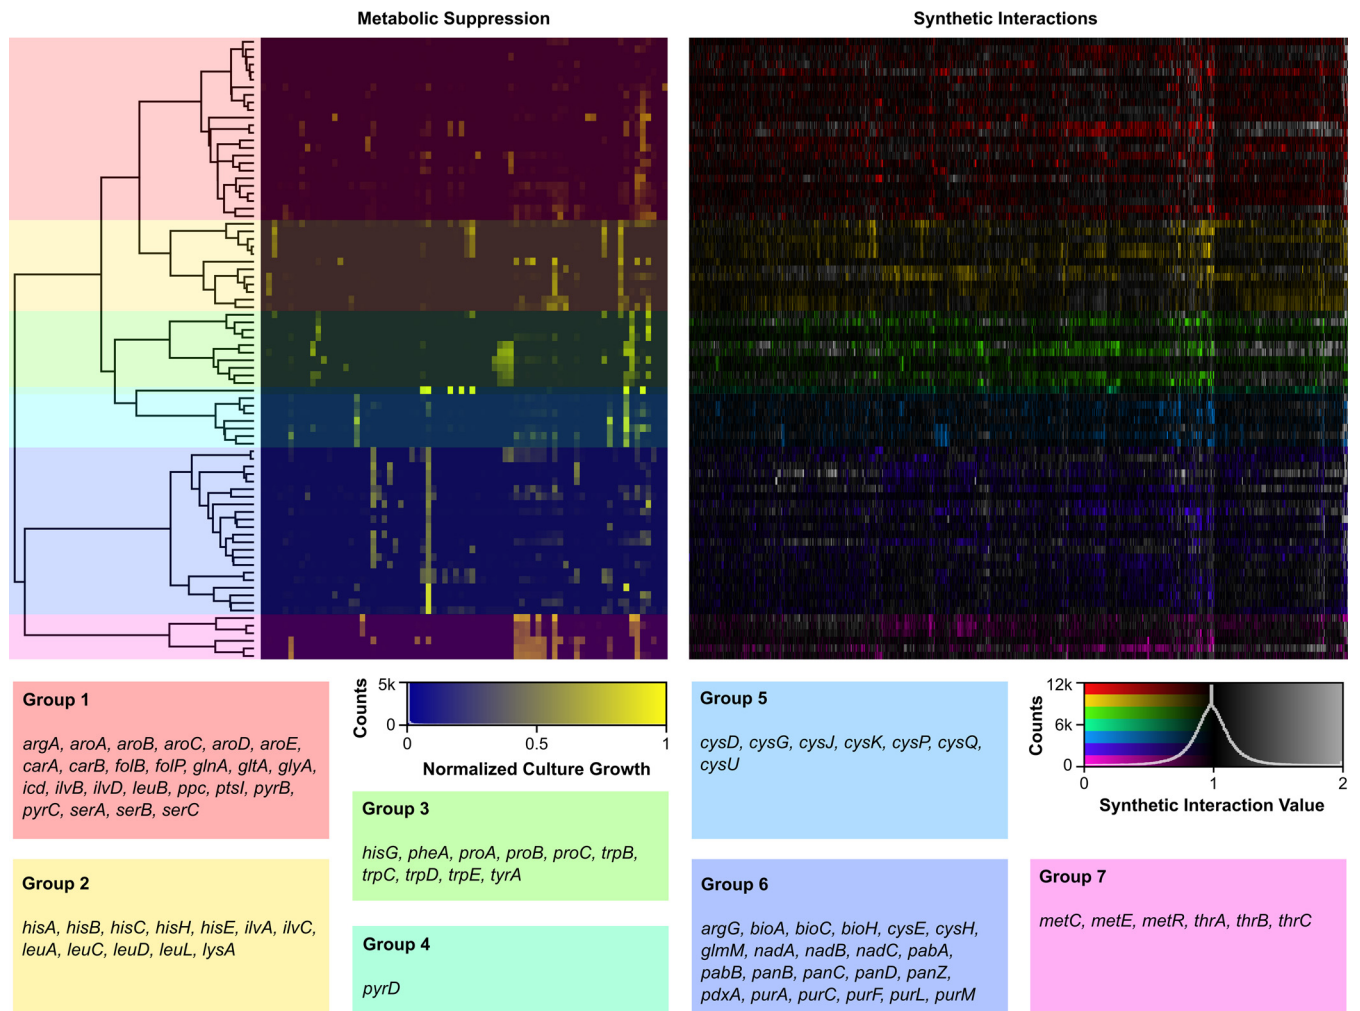 Metabolic Suppression
Synthetic Interactions
Group 1
argA, aroA, aroB, aroC, aroD, aroE,
carA, carB, folB, folP, glnA, gltA, glyA,
icd, ilvB, ilvD, leuB, ppc, ptsI, pyrB,
pyrC, serA, serB, serC
Counts
5k
0
0
0.5
1
Normalized Culture Growth
Group 5
cysD, cysG, cysJ, cysK, cysP, cysQ,
cysU
Counts
12k
6k
0
0
1
2
Synthetic Interaction Value
Group 3
hisG, pheA, proA, proB, proC, trpB,
trpC, trpD, trpE, tyrA
Group 2
hisA, hisB, hisC, hisH, hisE, ilvA, ilvC,
leuA, leuC, leuD, leuL, lysA
Group 4
pyrD
Group 6
argG, bioA, bioC, bioH, cysE, cysH,
glmM, nadA, nadB, nadC, pabA,
pabB, panB, panC, panD, panZ,
pdxA, purA, purC, purF, purL, purM
Group 7
metC, metE, metR, thrA, thrB, thrC